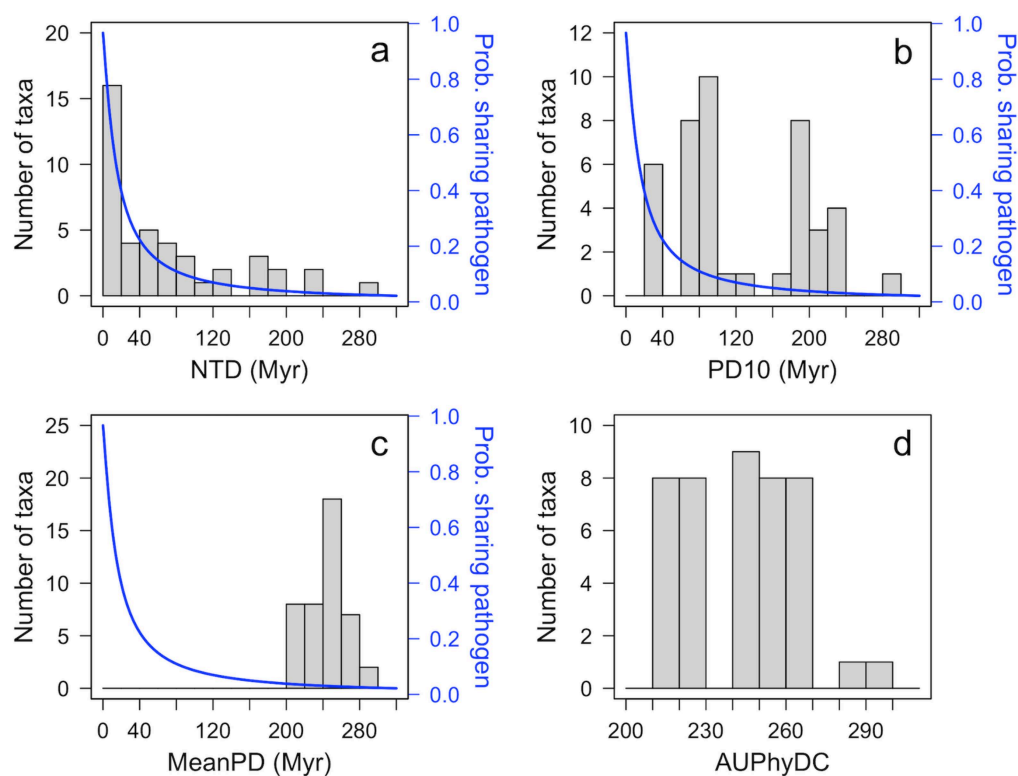 a
Number of taxa
20
15
10
5
0
1.0
0.8
0.6
0.4
0.2
0.0
Prob. sharing pathogen
0 40 120 200 280
NTD (Myr)
b
Number of taxa
12
10
8
6
4
2
0
1.0
0.8
0.6
0.4
0.2
0.0
Prob. sharing pathogen
0 40 120 200 280
PD10 (Myr)
c
Number of taxa
25
20
15
10
5
0
1.0
0.8
0.6
0.4
0.2
0.0
Prob. sharing pathogen
0 40 120 200 280
MeanPD (Myr)
d
Number of taxa
10
8
6
4
2
0
200 230 260 290
AUPhyDC